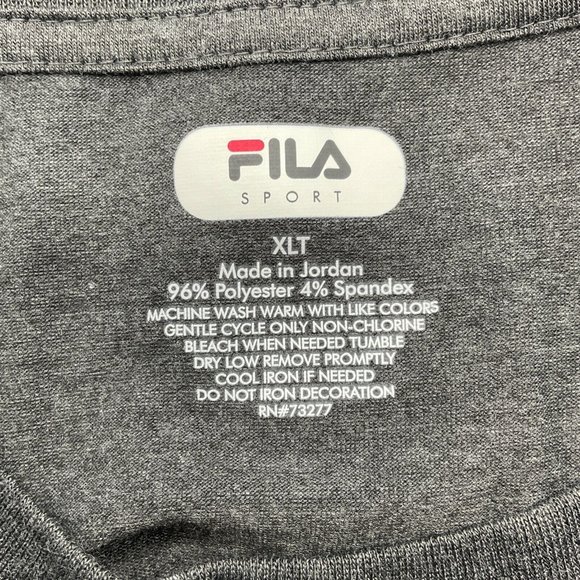 FILA
SPORT
XLT
Made in Jordan
96% Polyester 4% Spandex
MACHINE WASH WARM WITH LIKE COLORS
GENTLE CYCLE ONLY NON-CHLORINE
BLEACH WHEN NEEDED TUMBLE
DRY LOW REMOVE PROMPTLY
COOL IRON IF NEEDED
DO NOT IRON DECORATION
RN#73277